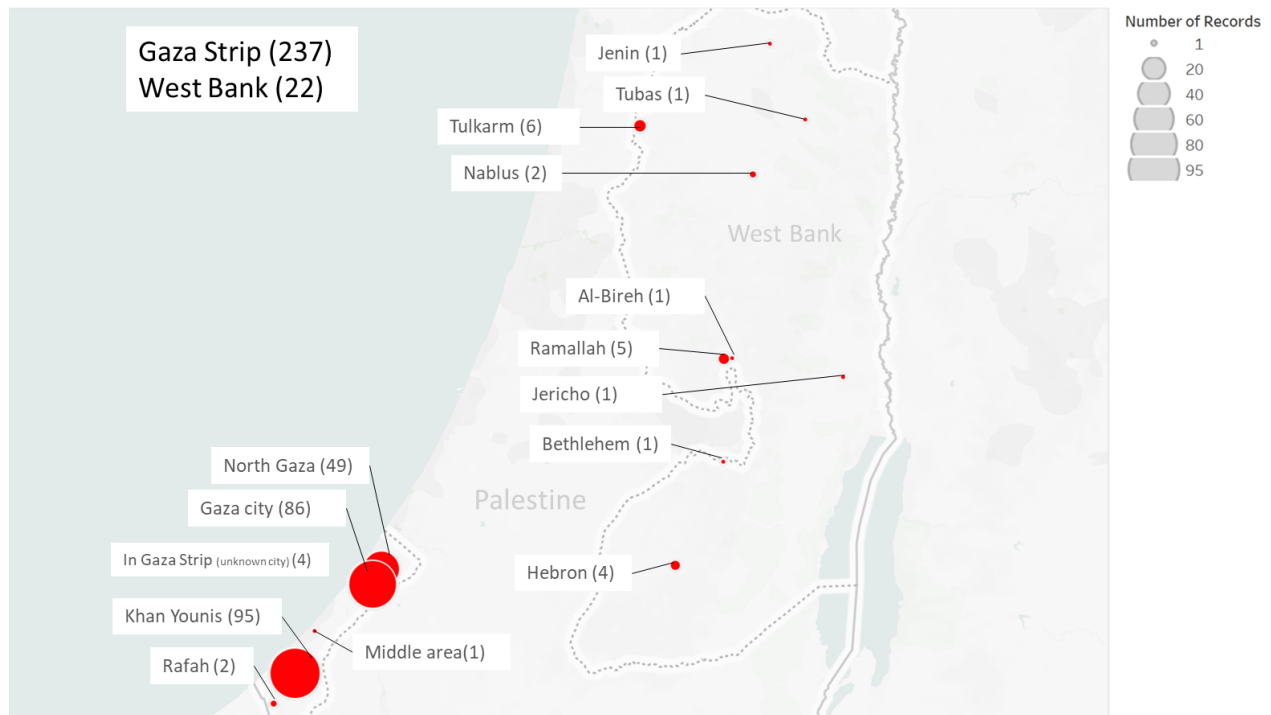 Gaza Strip (237)
West Bank (22)
Number of Records
1
20
40
60
80
95
Jenin (1)
Tubas (1)
Tulkarm (6)
Nablus (2)
West Bank
Al-Bireh (1)
Ramallah (5)
Jericho (1)
Bethlehem (1)
North Gaza (49)
Palestine
Gaza city (86)
In Gaza Strip (unknown city) (4)
Hebron (4)
Khan Younis (95)
Middle area(1)
Rafah (2)